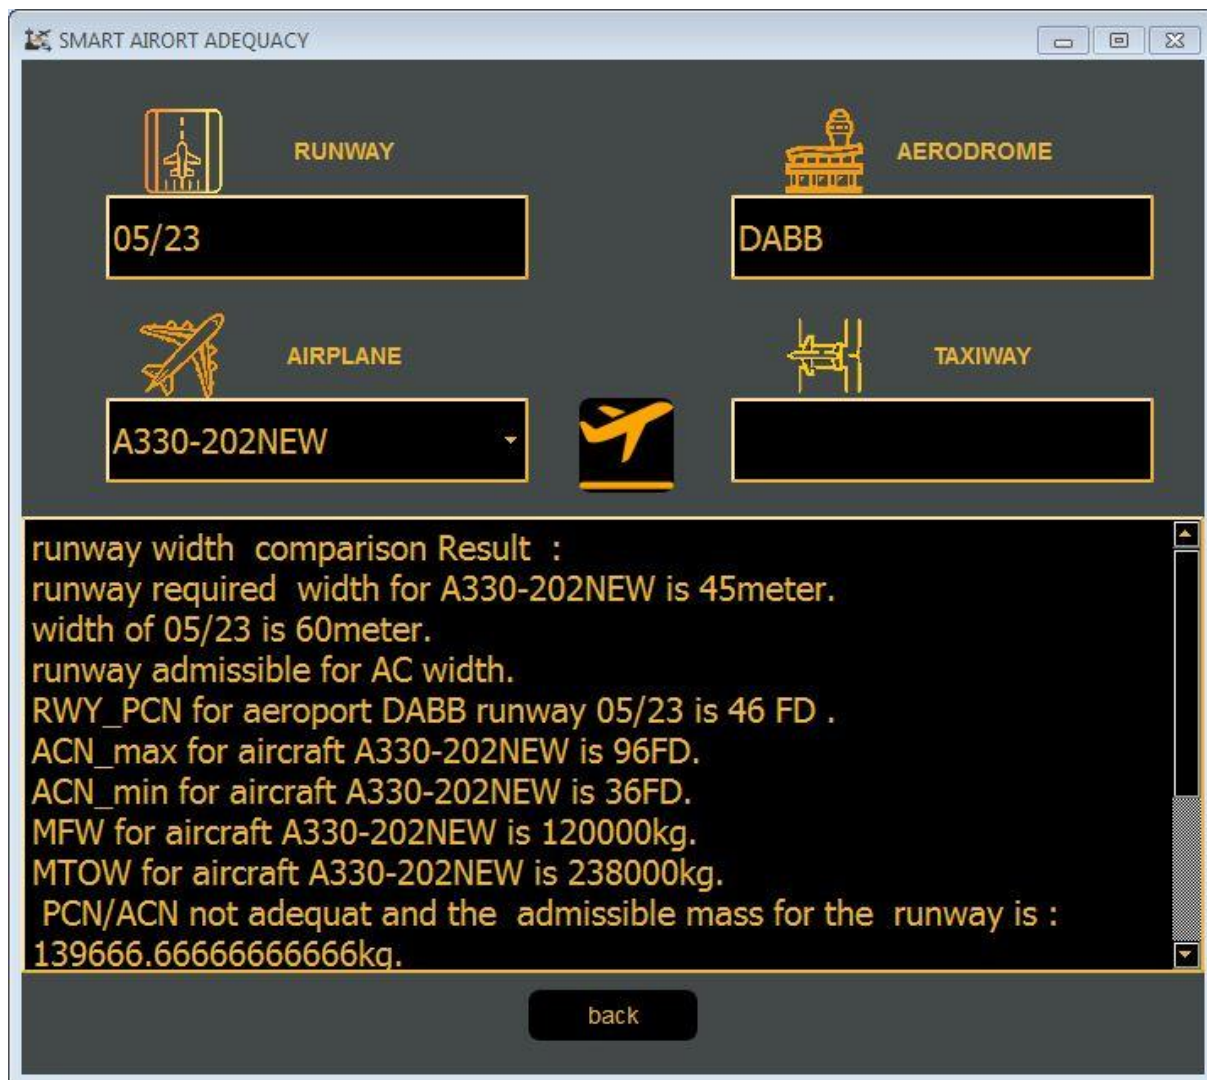 SMART AIRORT ADEQUACY
RUNWAY
AERODROME
05/23
DABB
AIRPLANE
TAXIWAY
A330-202NEW
runway width  comparison Result  :
runway required  width for A330-202NEW is 45meter.
width of 05/23 is 60meter.
runway admissible for AC width.
RWY_PCN for aeroport DABB runway 05/23 is 46 FD .
ACN_max for aircraft A330-202NEW is 96FD.
ACN_min for aircraft A330-202NEW is 36FD.
MFW for aircraft A330-202NEW is 120000kg.
MTOW for aircraft A330-202NEW is 238000kg.
PCN/ACN not adequat and the  admissible mass for the  runway is :
139666.66666666666kg.
back